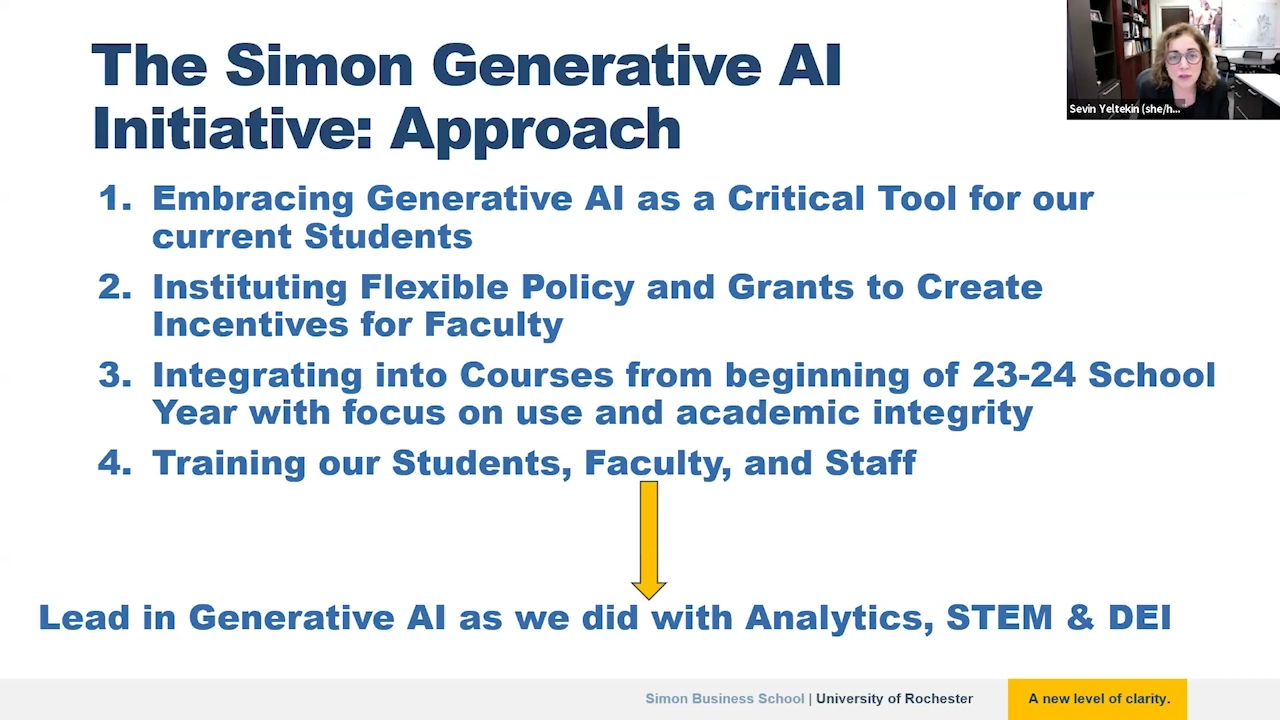 The Simon Generative AI
Initiative: Approach
Sevin Yeltekin (she/h...
1. Embracing Generative AI as a Critical Tool for our
current Students
2. Instituting Flexible Policy and Grants to Create
Incentives for Faculty
3. Integrating into Courses from beginning of 23-24 School
Year with focus on use and academic integrity
4. Training our Students, Faculty, and Staff
Lead in Generative AI as we did with Analytics, STEM & DEI
Simon Business School | University of Rochester
A new level of clarity.